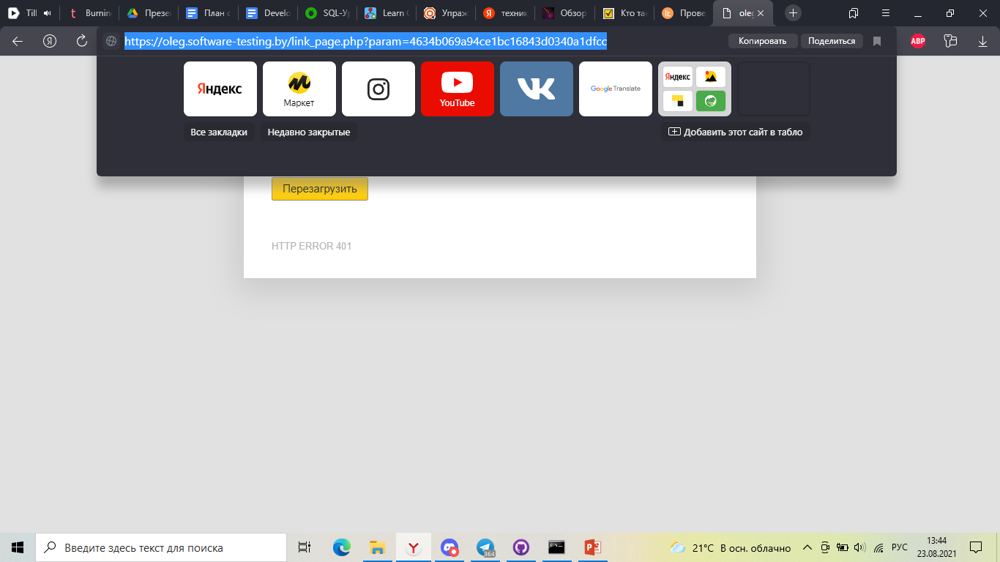 Till
Burnin
Презе
План с
Develo
SQL-Ур
Learn G
Упраж
техник
Обзор
Кто так
Прове
oleg
https://oleg.software-testing.by/link_page.php?param=4634b069a94ce1bc16843d0340a1dfcc
Копировать
Поделиться
ABP
Яндекс
Маркет
YouTube
Google Translate
Яндекс
Все закладки
Недавно закрытые
Добавить этот сайт в табло
Перезагрузить
HTTP ERROR 401
Введите здесь текст для поиска
364
21°C В осн. облачно
РУС
13:44
23.08.2021